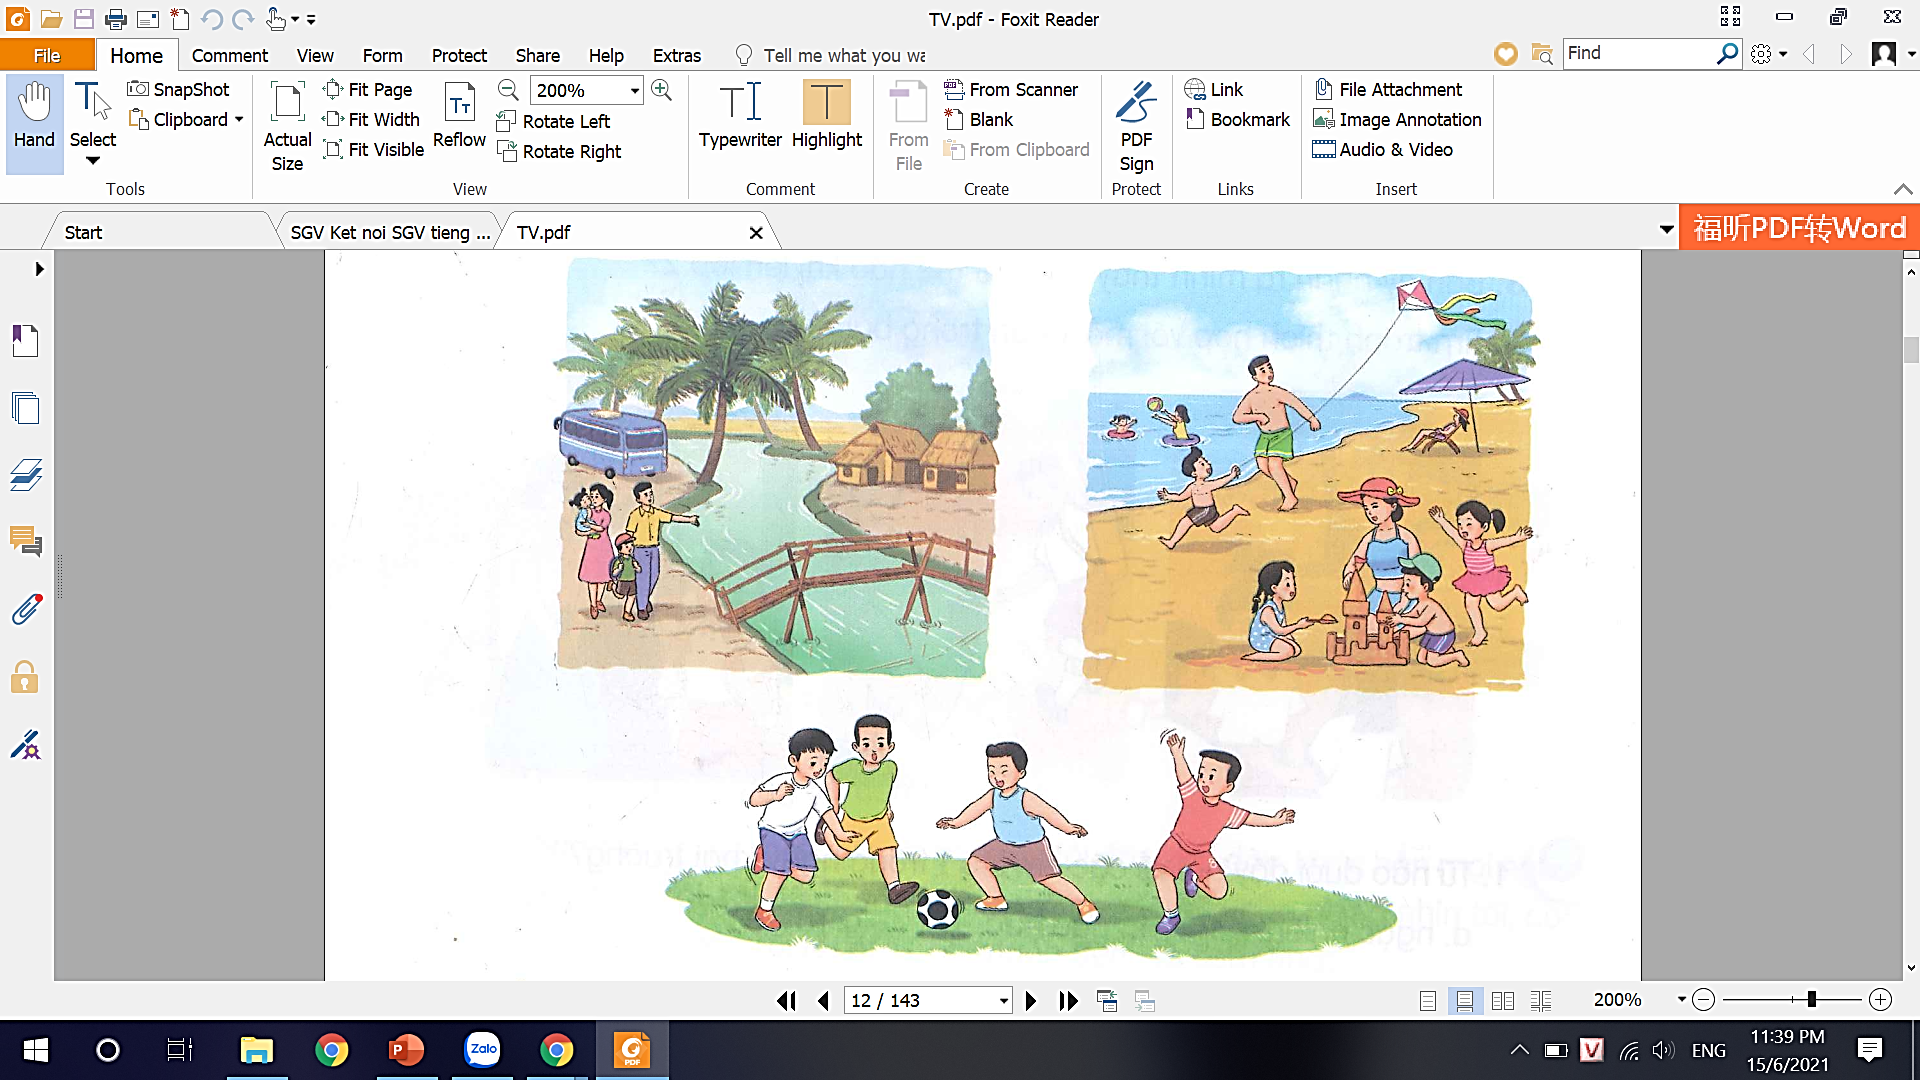 TV.pdf - Foxit Reader
File Home Comment View Form Protect Share Help Extras Tell me what you wa Find
Hand
Select
SnapShot
Clipboard
Tools
Actual Size
Fit Page
Fit Width
Fit Visible
Reflow
200%
Rotate Left
Rotate Right
View
Typewriter
Highlight
Comment
From File
From Scanner
Blank
From Clipboard
Create
PDF Sign
Protect
Link
Bookmark
Links
File Attachment
Image Annotation
Audio & Video
Insert
Start
SGV Ket noi SGV tieng ...
TV.pdf
福昕PDF转Word
12 / 143
200%
Zalo
PDF
ENG
11:39 PM
15/6/2021